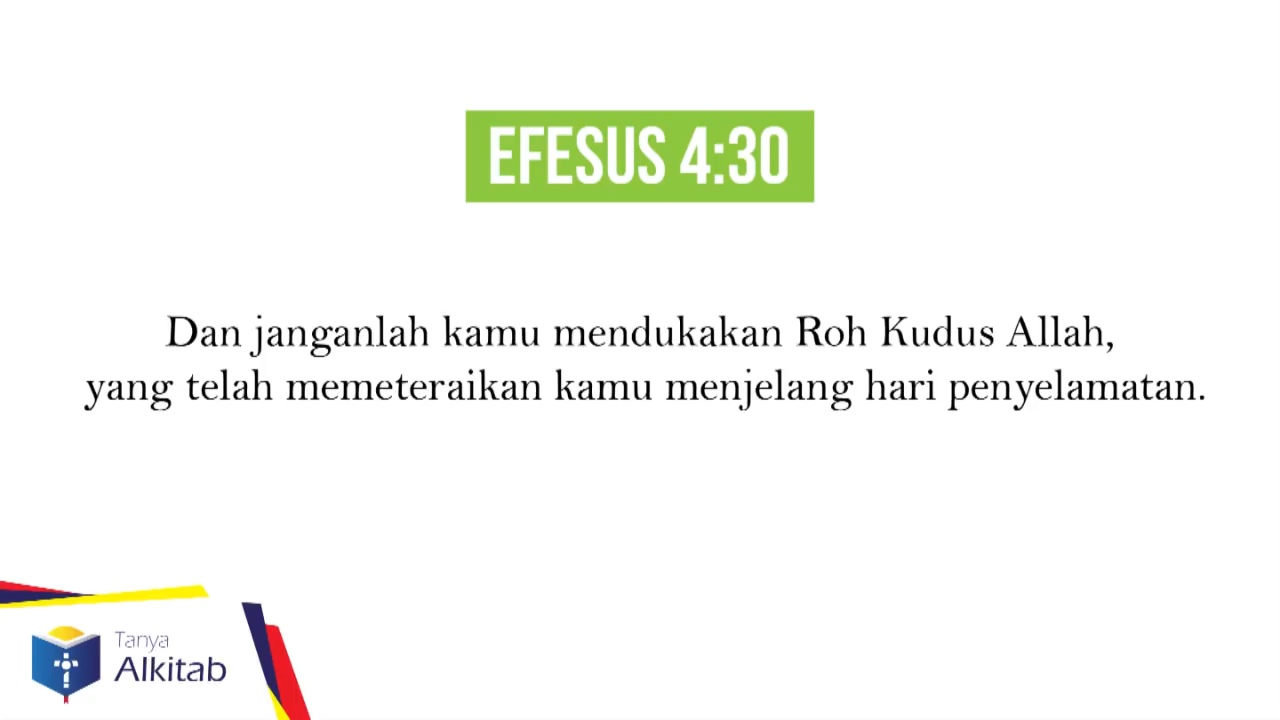 EFESUS 4:30
Dan janganlah kamu mendukakan Roh Kudus Allah,
yang telah memeteraikan kamu menjelang hari penyelamatan.
Tanya
Alkitab